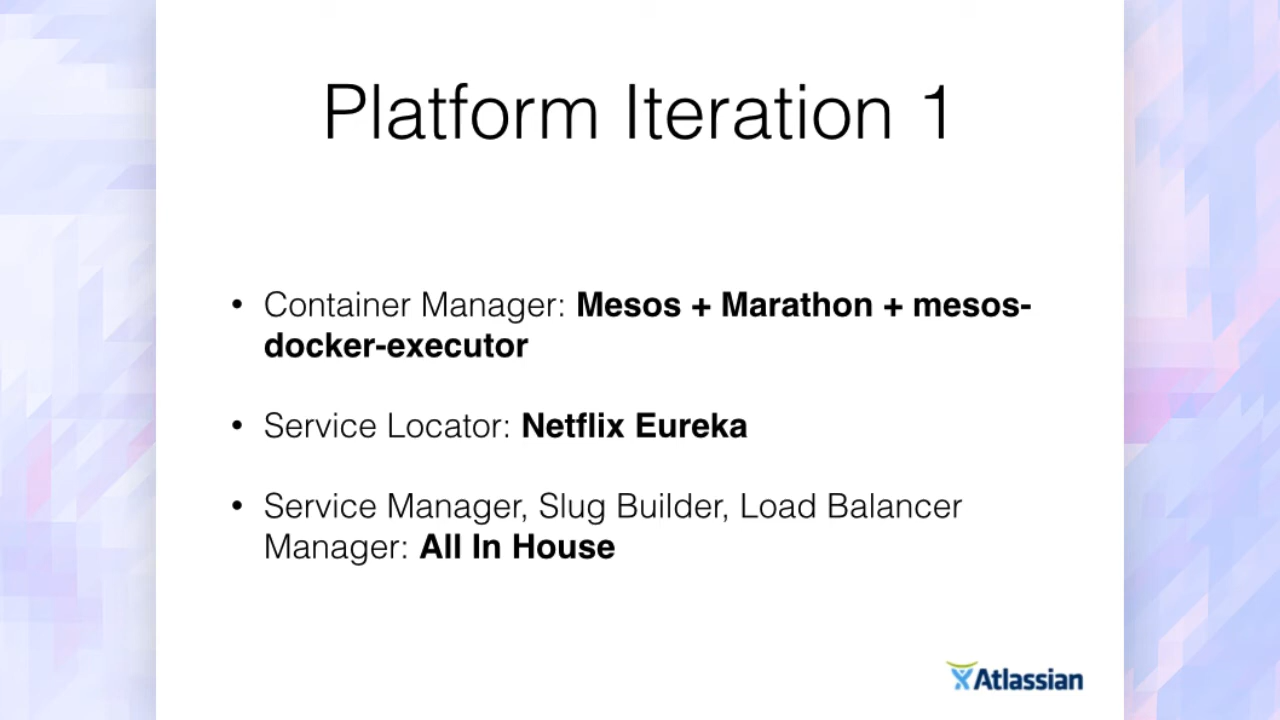 Platform Iteration 1
• Container Manager: Mesos + Marathon + mesos-
docker-executor
• Service Locator: Netflix Eureka
• Service Manager, Slug Builder, Load Balancer
Manager: All In House
Atlassian